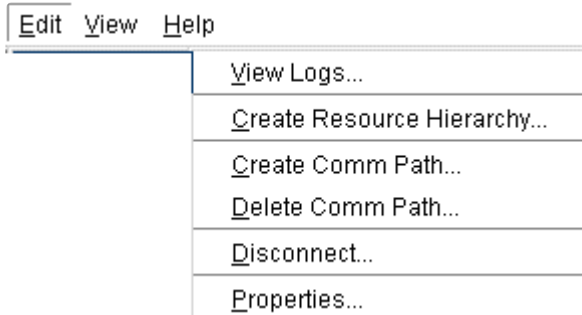 Edit View Help
View Logs...
Create Resource Hierarchy...
Create Comm Path...
Delete Comm Path...
Disconnect...
Properties...